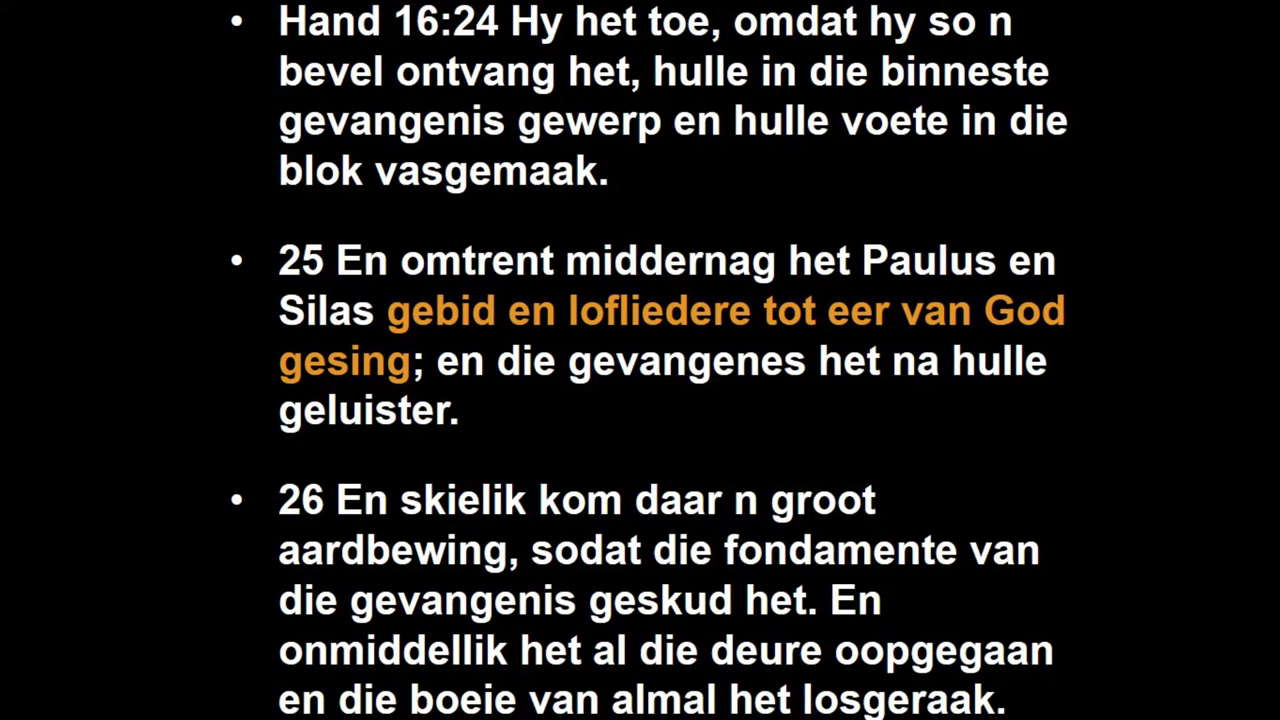 • Hand 16:24 Hy het toe, omdat hy so n
bevel ontvang het, hulle in die binneste
gevangenis gewerp en hulle voete in die
blok vasgemaak.
• 25 En omtrent middernag het Paulus en
Silas gebid en lofliedere tot eer van God
gesing; en die gevangenes het na hulle
geluister.
• 26 En skielik kom daar n groot
aardbewing, sodat die fondamente van
die gevangenis geskud het. En
onmiddellik het al die deure oopgegaan
en die boeie van almal het losgeraak.